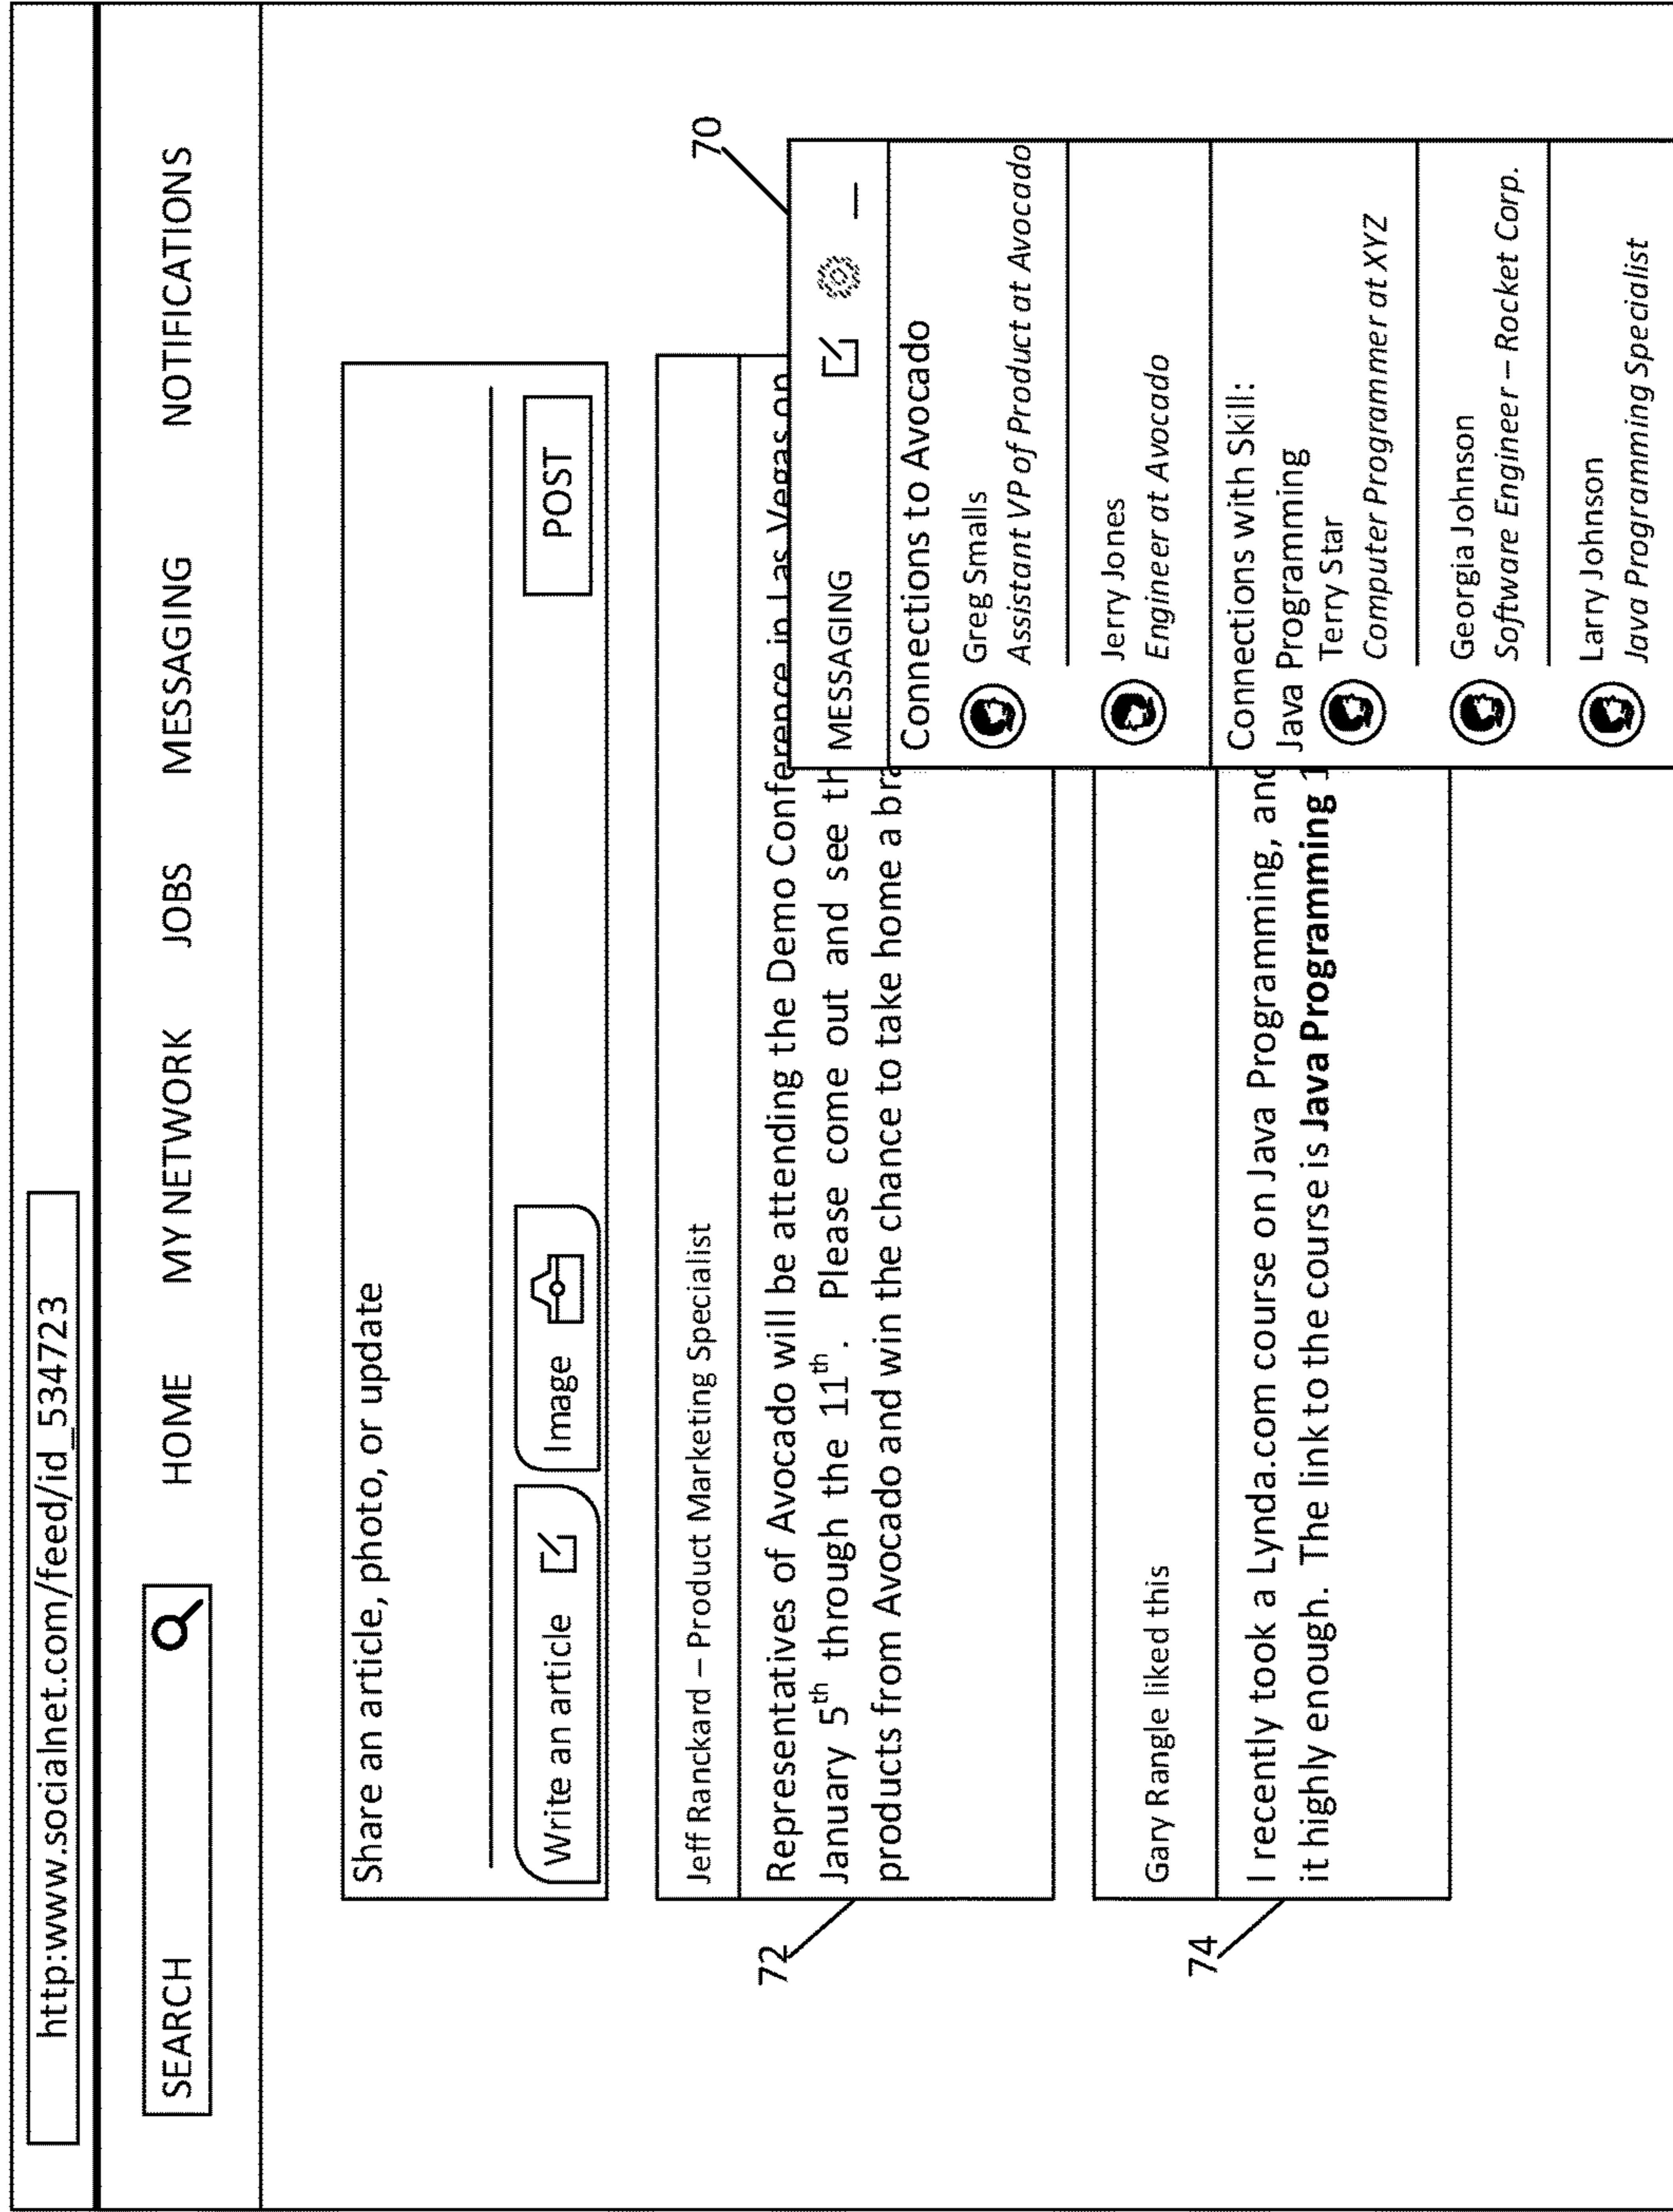 http:www.socialnet.com/feed/id_534723
SEARCH HOME MY NETWORK JOBS MESSAGING NOTIFICATIONS
Share an article, photo, or update
Write an article Image POST
Jeff Ranckard – Product Marketing Specialist
72
Representatives of Avocado will be attending the Demo Conference in Las Vegas on
January 5th through the 11th. Please come out and see th
products from Avocado and win the chance to take home a bra
Gary Rangle liked this
74
I recently took a Lynda.com course on Java Programming, and
it highly enough. The link to the course is Java Programming 1
70
MESSAGING
Connections to Avocado
Greg Smalls
Assistant VP of Product at Avocado
Jerry Jones
Engineer at Avocado
Connections with Skill:
Java Programming
Terry Star
Computer Programmer at XYZ
Georgia Johnson
Software Engineer – Rocket Corp.
Larry Johnson
Java Programming Specialist